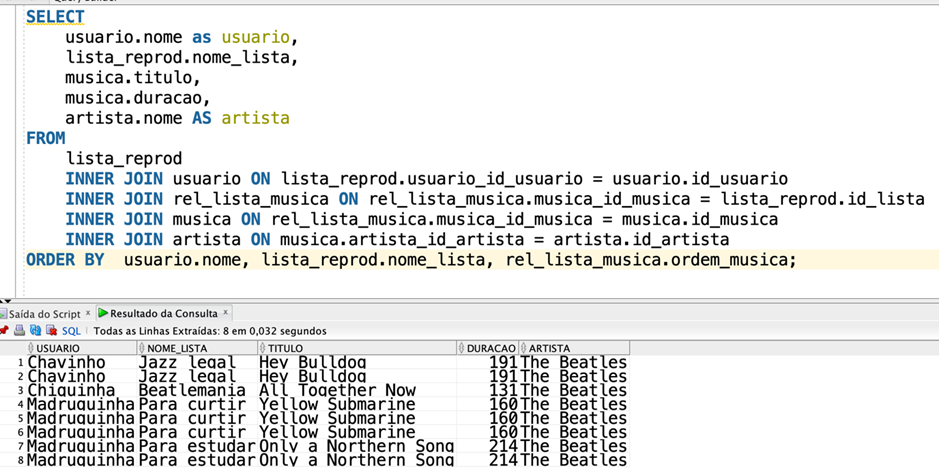 SELECT
usuario.nome as usuario,
lista_reprod.nome_lista,
musica.titulo,
musica.duracao,
artista.nome AS artista
FROM
lista_reprod
INNER JOIN usuario ON lista_reprod.usuario_id_usuario = usuario.id_usuario
INNER JOIN rel_lista_musica ON rel_lista_musica.musica_id_musica = lista_reprod.id_lista
INNER JOIN musica ON rel_lista_musica.musica_id_musica = musica.id_musica
INNER JOIN artista ON musica.artista_id_artista = artista.id_artista
ORDER BY usuario.nome, lista_reprod.nome_lista, rel_lista_musica.ordem_musica;
Saída do Script x Resultado da Consulta x
SQL | Todas as Linhas Extraídas: 8 em 0,032 segundos
USUARIO NOME_LISTA TITULO DURACAO ARTISTA
1 Chavinho Jazz legal Hey Bulldog 191 The Beatles
2 Chavinho Jazz legal Hey Bulldog 191 The Beatles
3 Chiquinha Beatlemania All Together Now 131 The Beatles
4 Madruguinha Para curtir Yellow Submarine 160 The Beatles
5 Madruguinha Para curtir Yellow Submarine 160 The Beatles
6 Madruguinha Para curtir Yellow Submarine 160 The Beatles
7 Madruguinha Para estudar Only a Northern Song 214 The Beatles
8 Madruguinha Para estudar Only a Northern Song 214 The Beatles